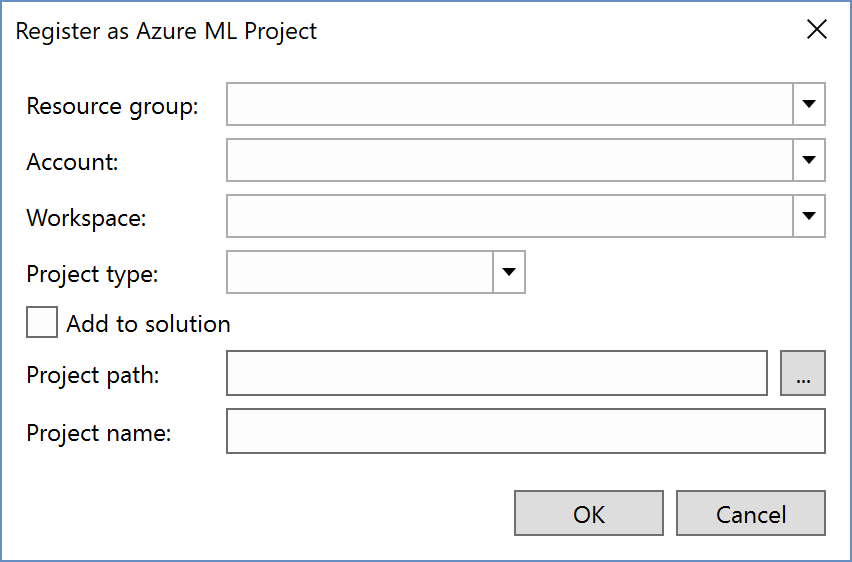 Register as Azure ML Project
Resource group:
Account:
Workspace:
Project type:
Add to solution
Project path:
...
Project name:
OK
Cancel